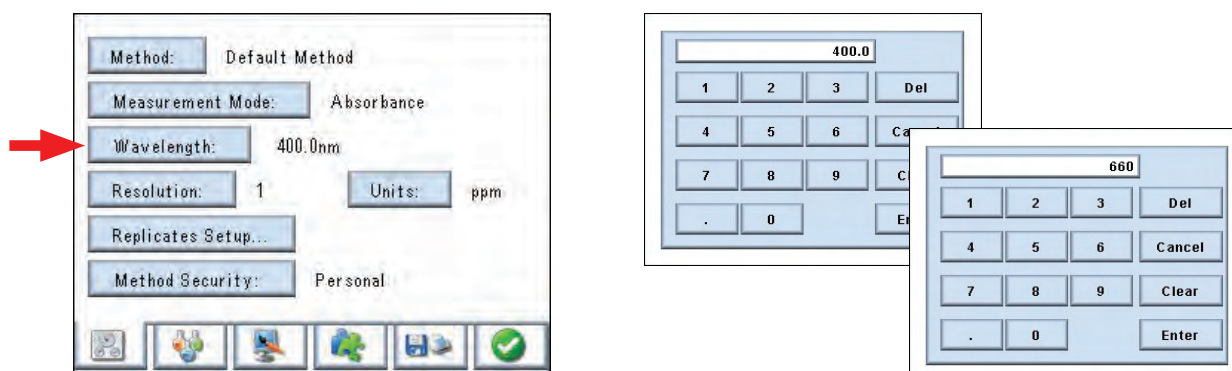 Method: Default Method
Measurement Mode: Absorbance
Wavelength: 400.0nm
Resolution: 1 Units: ppm
Replicates Setup...
Method Security: Personal
400.0
1 2 3 Del
4 5 6
7 8 9
. 0
660
1 2 3 Del
4 5 6 Cancel
7 8 9 Clear
. 0 Enter